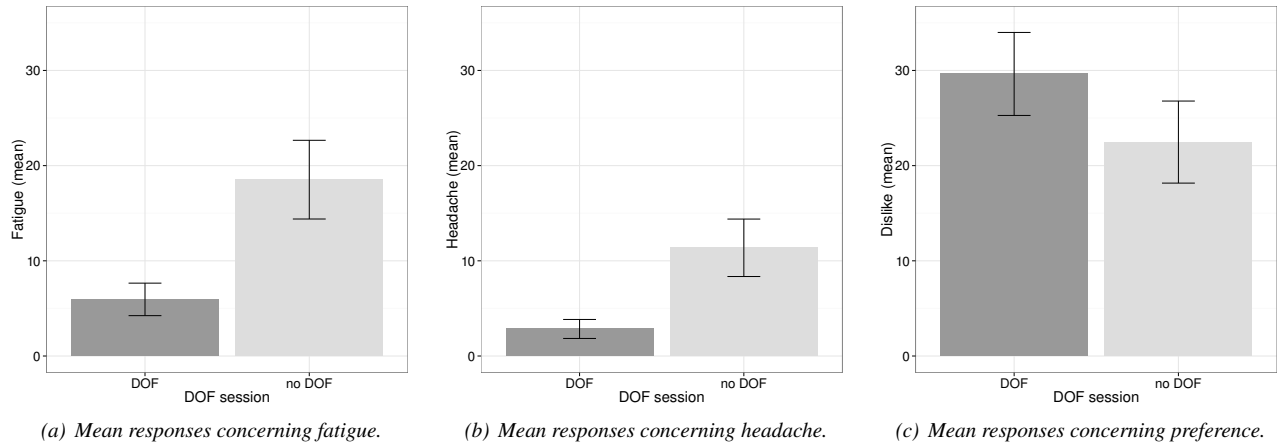 Fatigue (mean)
30
20
10
0
DOF
no DOF
DOF session
(a) Mean responses concerning fatigue.
Headache (mean)
30
20
10
0
DOF
no DOF
DOF session
(b) Mean responses concerning headache.
Dislike (mean)
30
20
10
0
DOF
no DOF
DOF session
(c) Mean responses concerning preference.